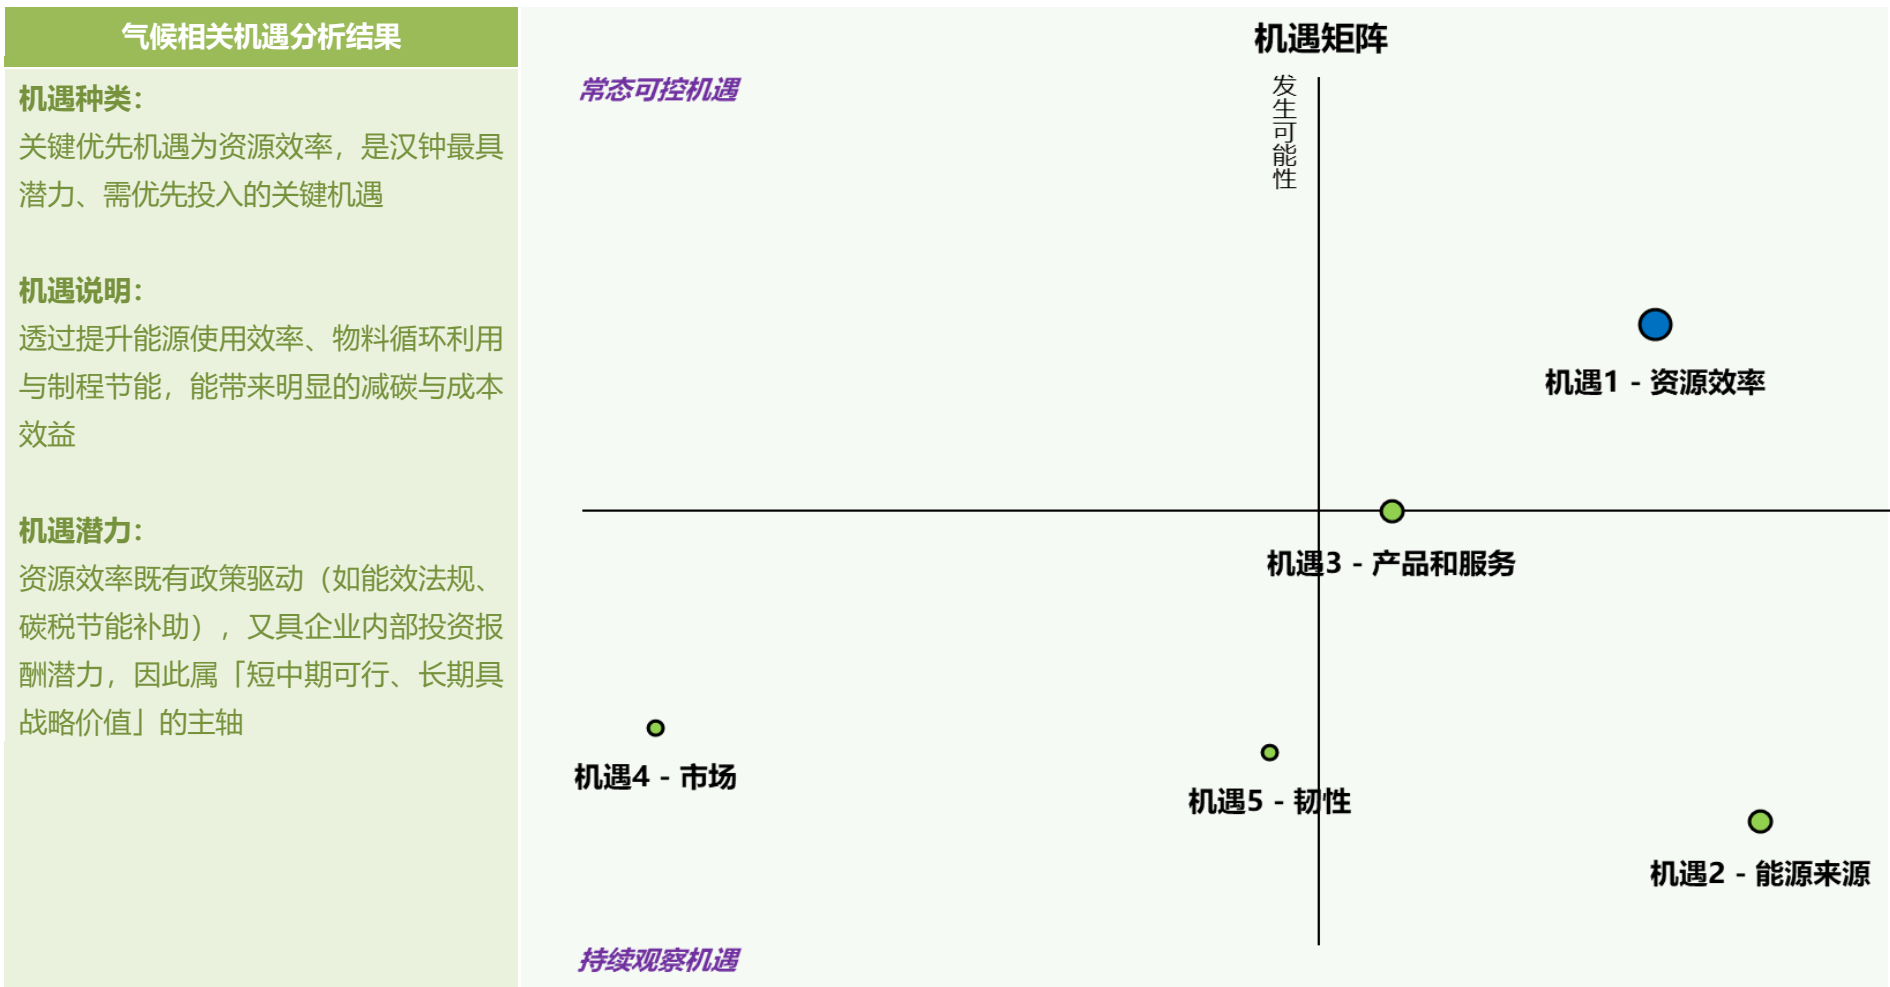 气候相关机遇分析结果
机遇种类：
关键优先机遇为资源效率，是汉钟最具
潜力、需优先投入的关键机遇
机遇说明：
透过提升能源使用效率、物料循环利用
与制程节能，能带来明显的减碳与成本
效益
机遇潜力：
资源效率既有政策驱动（如能效法规、
碳税节能补助），又具企业内部投资报
酬潜力，因此属「短中期可行、长期具
战略价值」的主轴
机遇矩阵
常态可控机遇
发生可能性
机遇1 - 资源效率
机遇3 - 产品和服务
机遇4 - 市场
机遇5 - 韧性
机遇2 - 能源来源
持续观察机遇